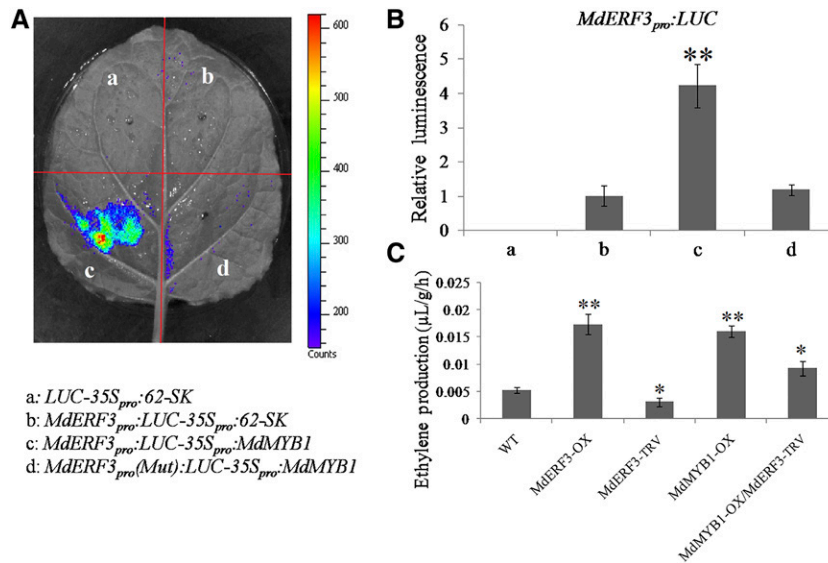 A
a
b
c
d
600
500
400
300
200
Counts
a: LUC-35Spro:62-SK
b: MdERF3pro:LUC-35Spro:62-SK
c: MdERF3pro:LUC-35Spro:MdMYB1
d: MdERF3pro(Mut):LUC-35Spro:MdMYB1
B
MdERF3pro:LUC
Relative luminescence
6
5
4
3
2
1
0
**
a
b
c
d
C
Ethylene production (μL/g/h)
0.025
0.02
0.015
0.01
0.005
0
**
*
**
*
WT
MdERF3-OX
MdERF3-TRV
MdMYB1-OX
MdMYB1-OX/MdERF3-TRV